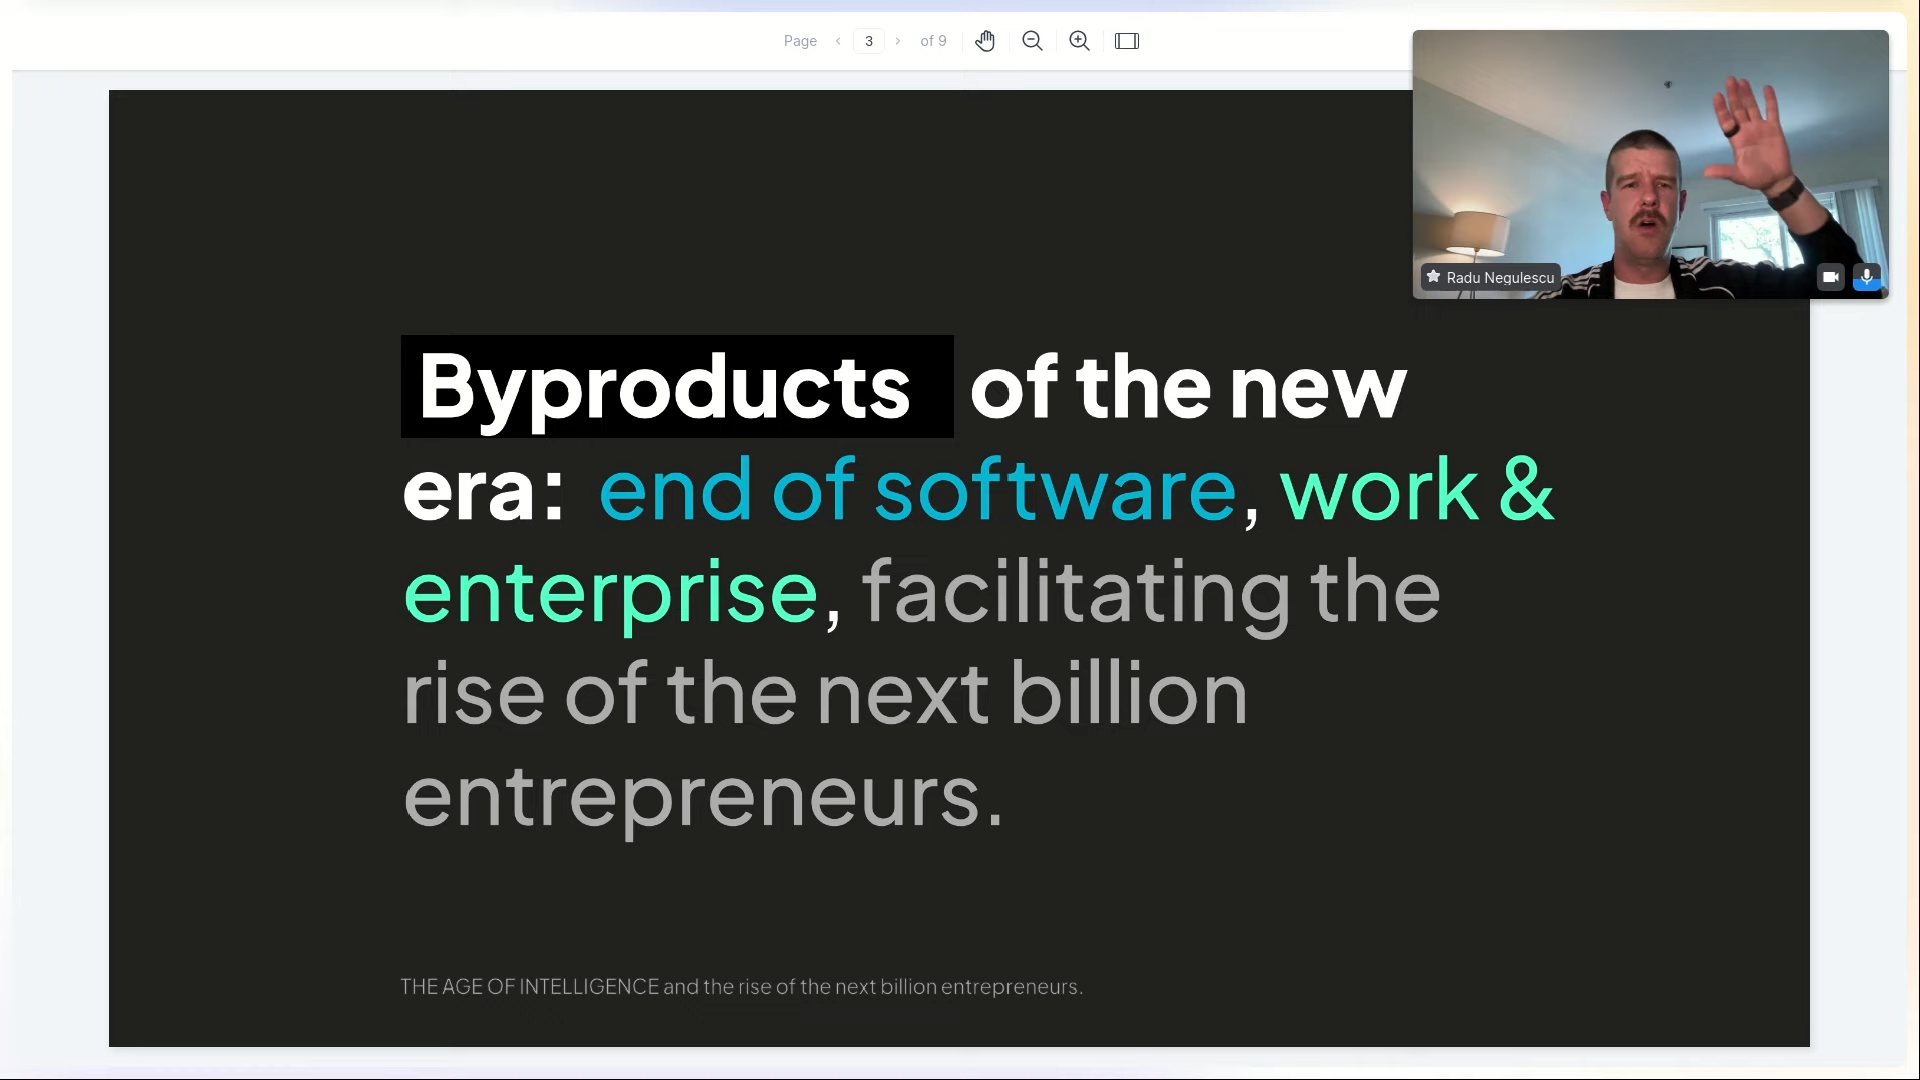 Page 3 of 9
Radu Negulescu
Byproducts of the new
era: end of software, work &
enterprise, facilitating the
rise of the next billion
entrepreneurs.
THE AGE OF INTELLIGENCE and the rise of the next billion entrepreneurs.